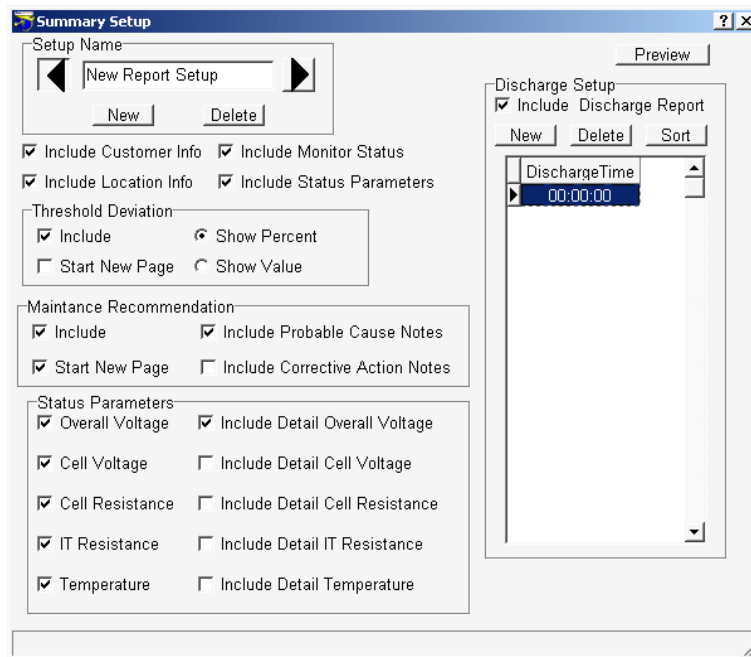 Summary Setup
Setup Name
New Report Setup
New Delete
Preview
Include Customer Info Include Monitor Status
Include Location Info Include Status Parameters
Threshold Deviation
Include Show Percent
Start New Page Show Value
Maintance Recommendation
Include Include Probable Cause Notes
Start New Page Include Corrective Action Notes
Status Parameters
Overall Voltage Include Detail Overall Voltage
Cell Voltage Include Detail Cell Voltage
Cell Resistance Include Detail Cell Resistance
IT Resistance Include Detail IT Resistance
Temperature Include Detail Temperature
Discharge Setup
Include Discharge Report
New Delete Sort
DischargeTime
00:00:00